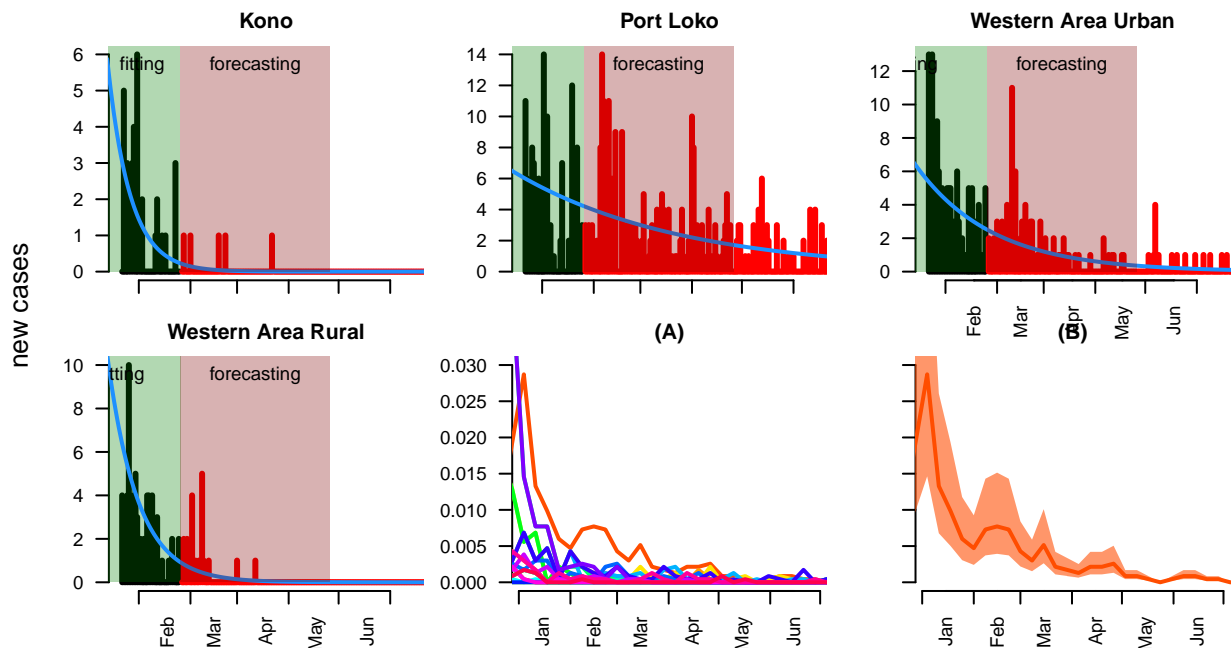 Kono
Port Loko
Western Area Urban
new cases
fitting
forecasting
6
5
4
3
2
1
0
forecasting
14
12
10
8
6
4
2
0
ng
forecasting
12
10
8
6
4
2
0
Feb
Mar
Apr
May
Jun
Western Area Rural
(A)
(B)
tting
forecasting
10
8
6
4
2
0
Feb
Mar
Apr
May
Jun
0.030
0.025
0.020
0.015
0.010
0.005
0.000
Jan
Feb
Mar
Apr
May
Jun
Jan
Feb
Mar
Apr
May
Jun